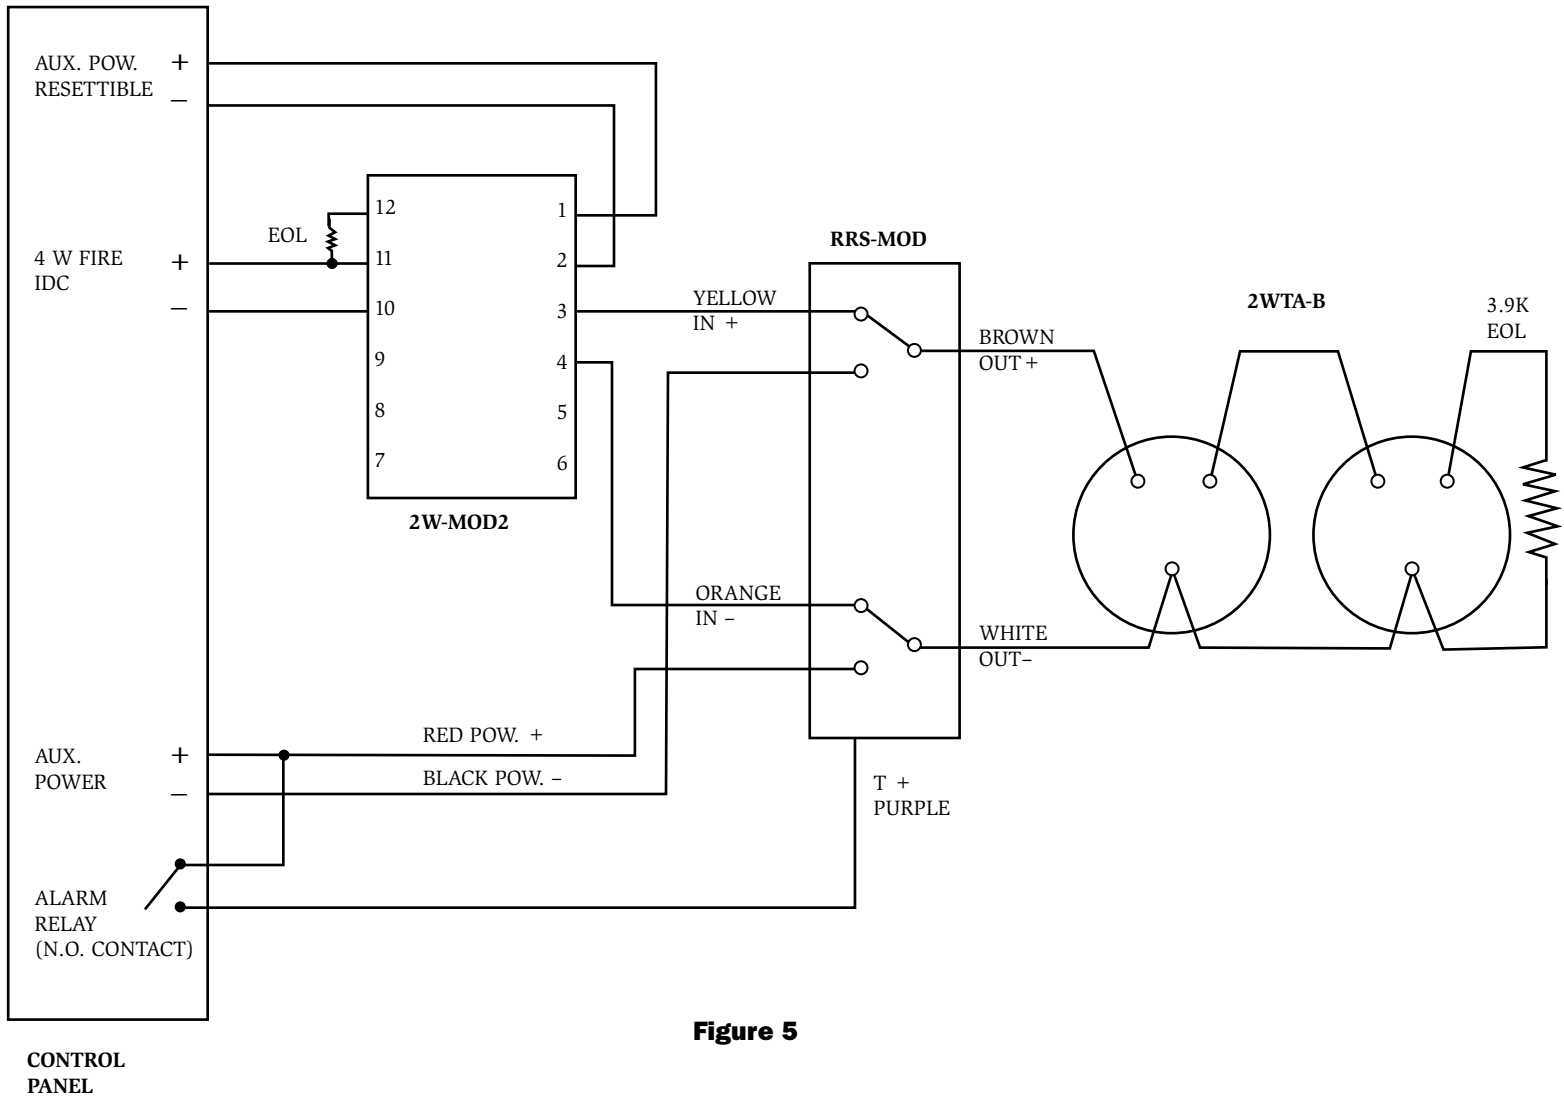 AUX. POW. +
RESETTIBLE
–
12
1
EOL
RRS-MOD
4 W FIRE +
IDC
11
2
–
10
3
YELLOW
IN +
2WTA-B
3.9K
EOL
BROWN
OUT +
9
4
8
5
7
6
2W-MOD2
ORANGE
IN –
WHITE
OUT–
RED POW. +
AUX. +
POWER
–
BLACK POW. –
T +
PURPLE
ALARM
RELAY
(N.O. CONTACT)
Figure 5
CONTROL
PANEL